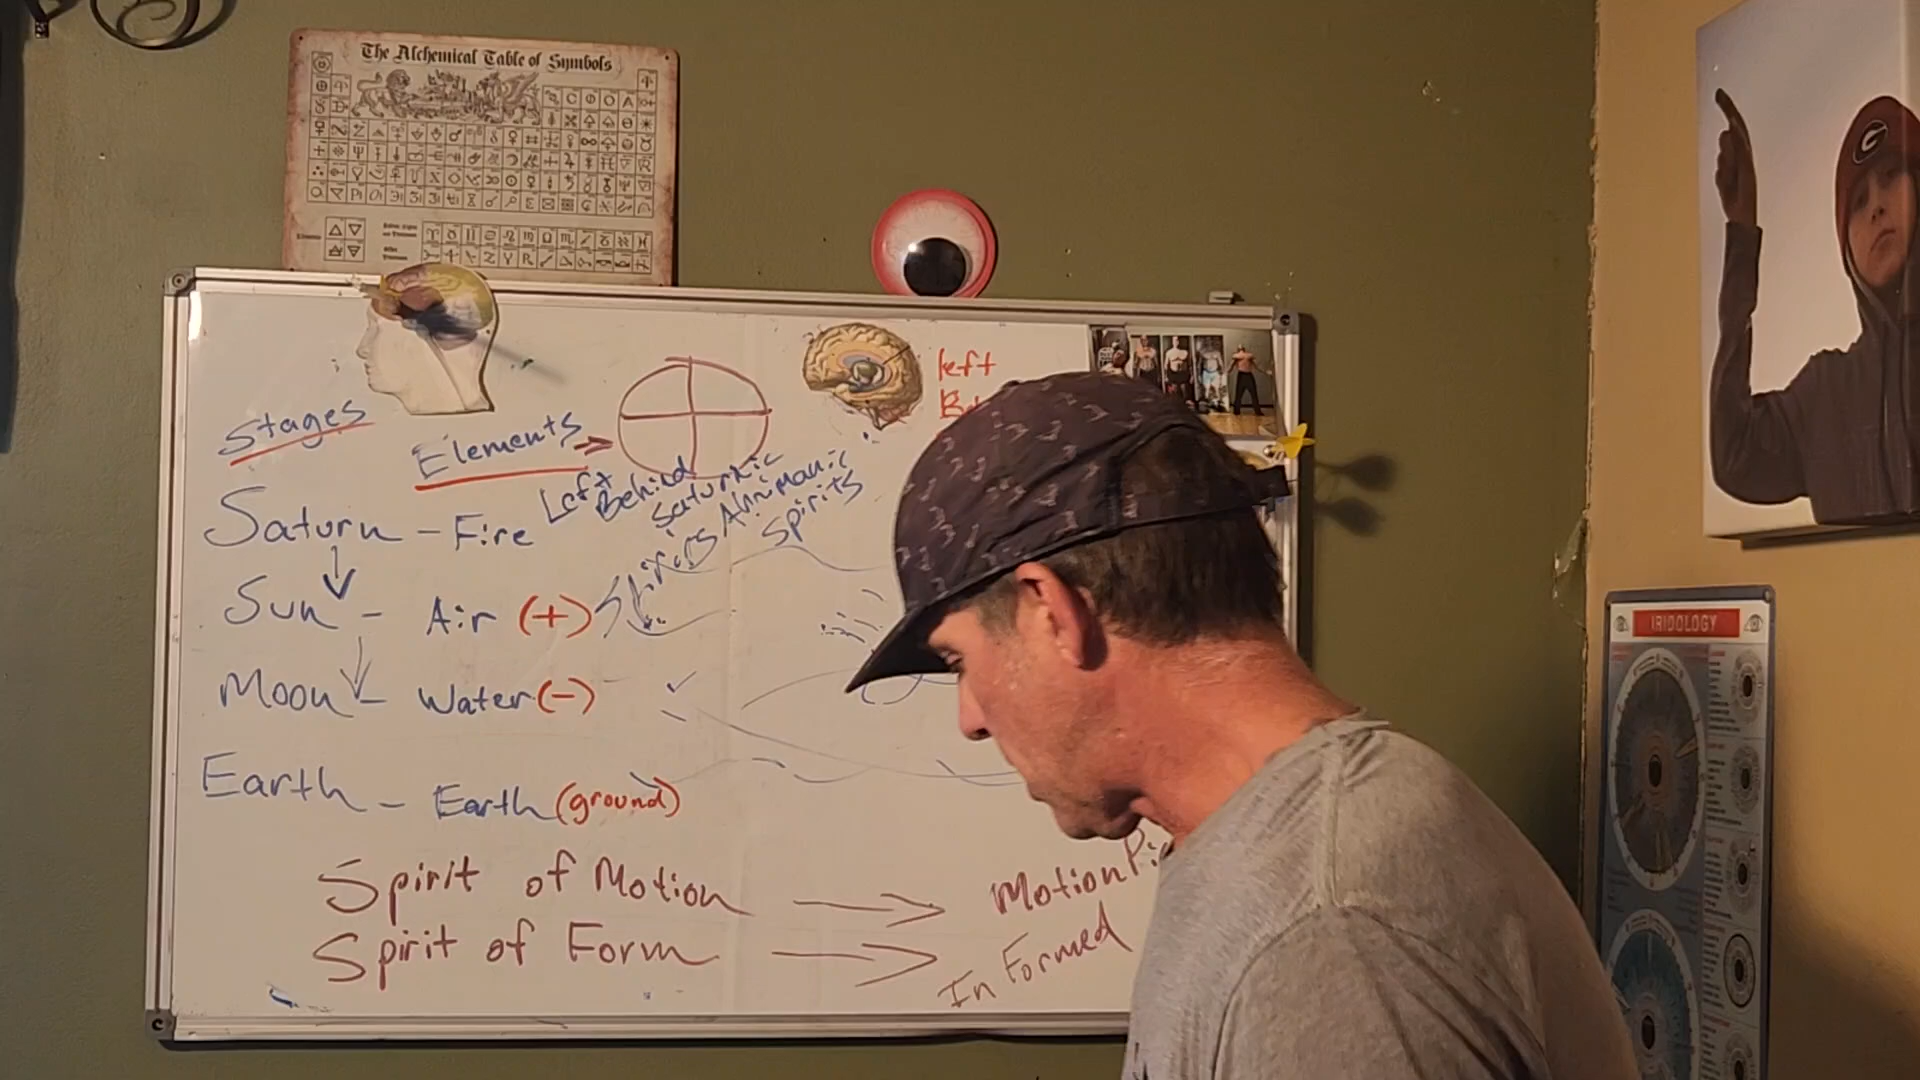 The Alchemical Table of Symbols
left
Stages
Elements
Left
Behind
Saturnic
Ahrimanic
Spirits
Saturn - Fire
Sun - Air (+)
Moon - Water (-)
Earth - Earth (ground)
Spirit of Motion
Motion Pi
Spirit of Form
In Formed
IRIDOLOGY